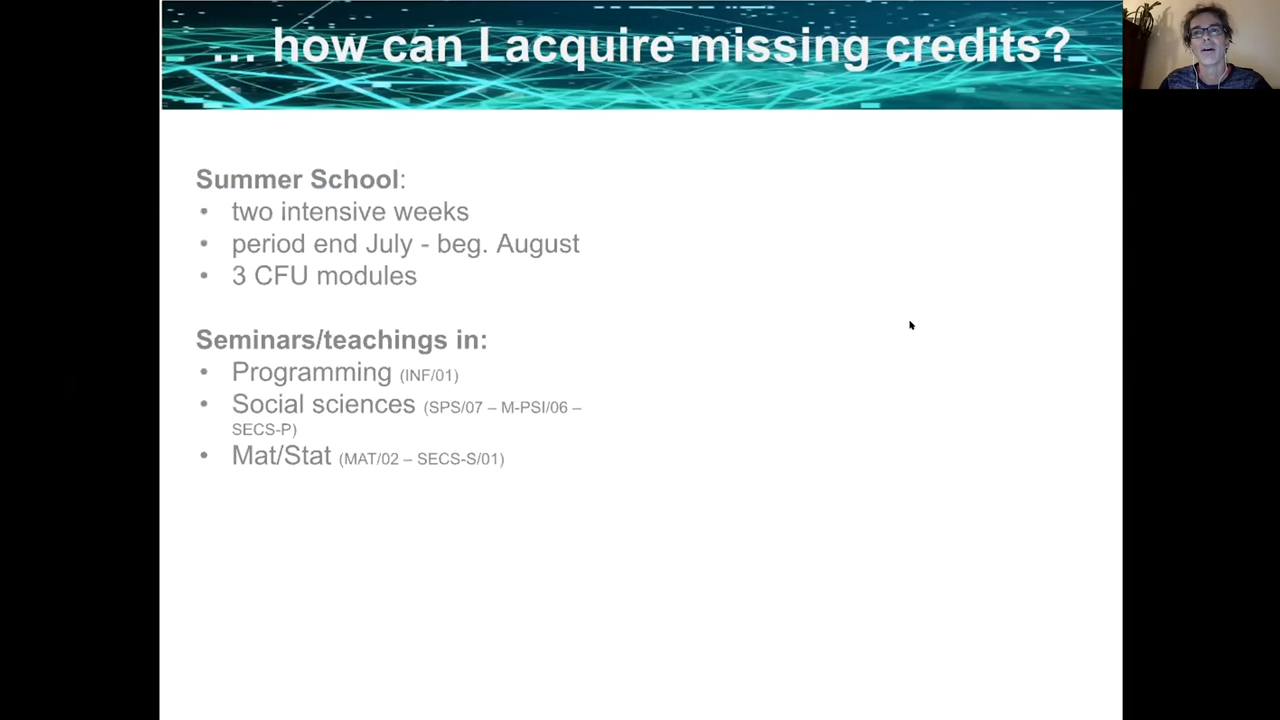 ... how can I acquire missing credits?
Summer School:
• two intensive weeks
• period end July - beg. August
• 3 CFU modules
Seminars/teachings in:
• Programming (INF/01)
• Social sciences (SPS/07 – M-PSI/06 –
SECS-P)
• Mat/Stat (MAT/02 – SECS-S/01)